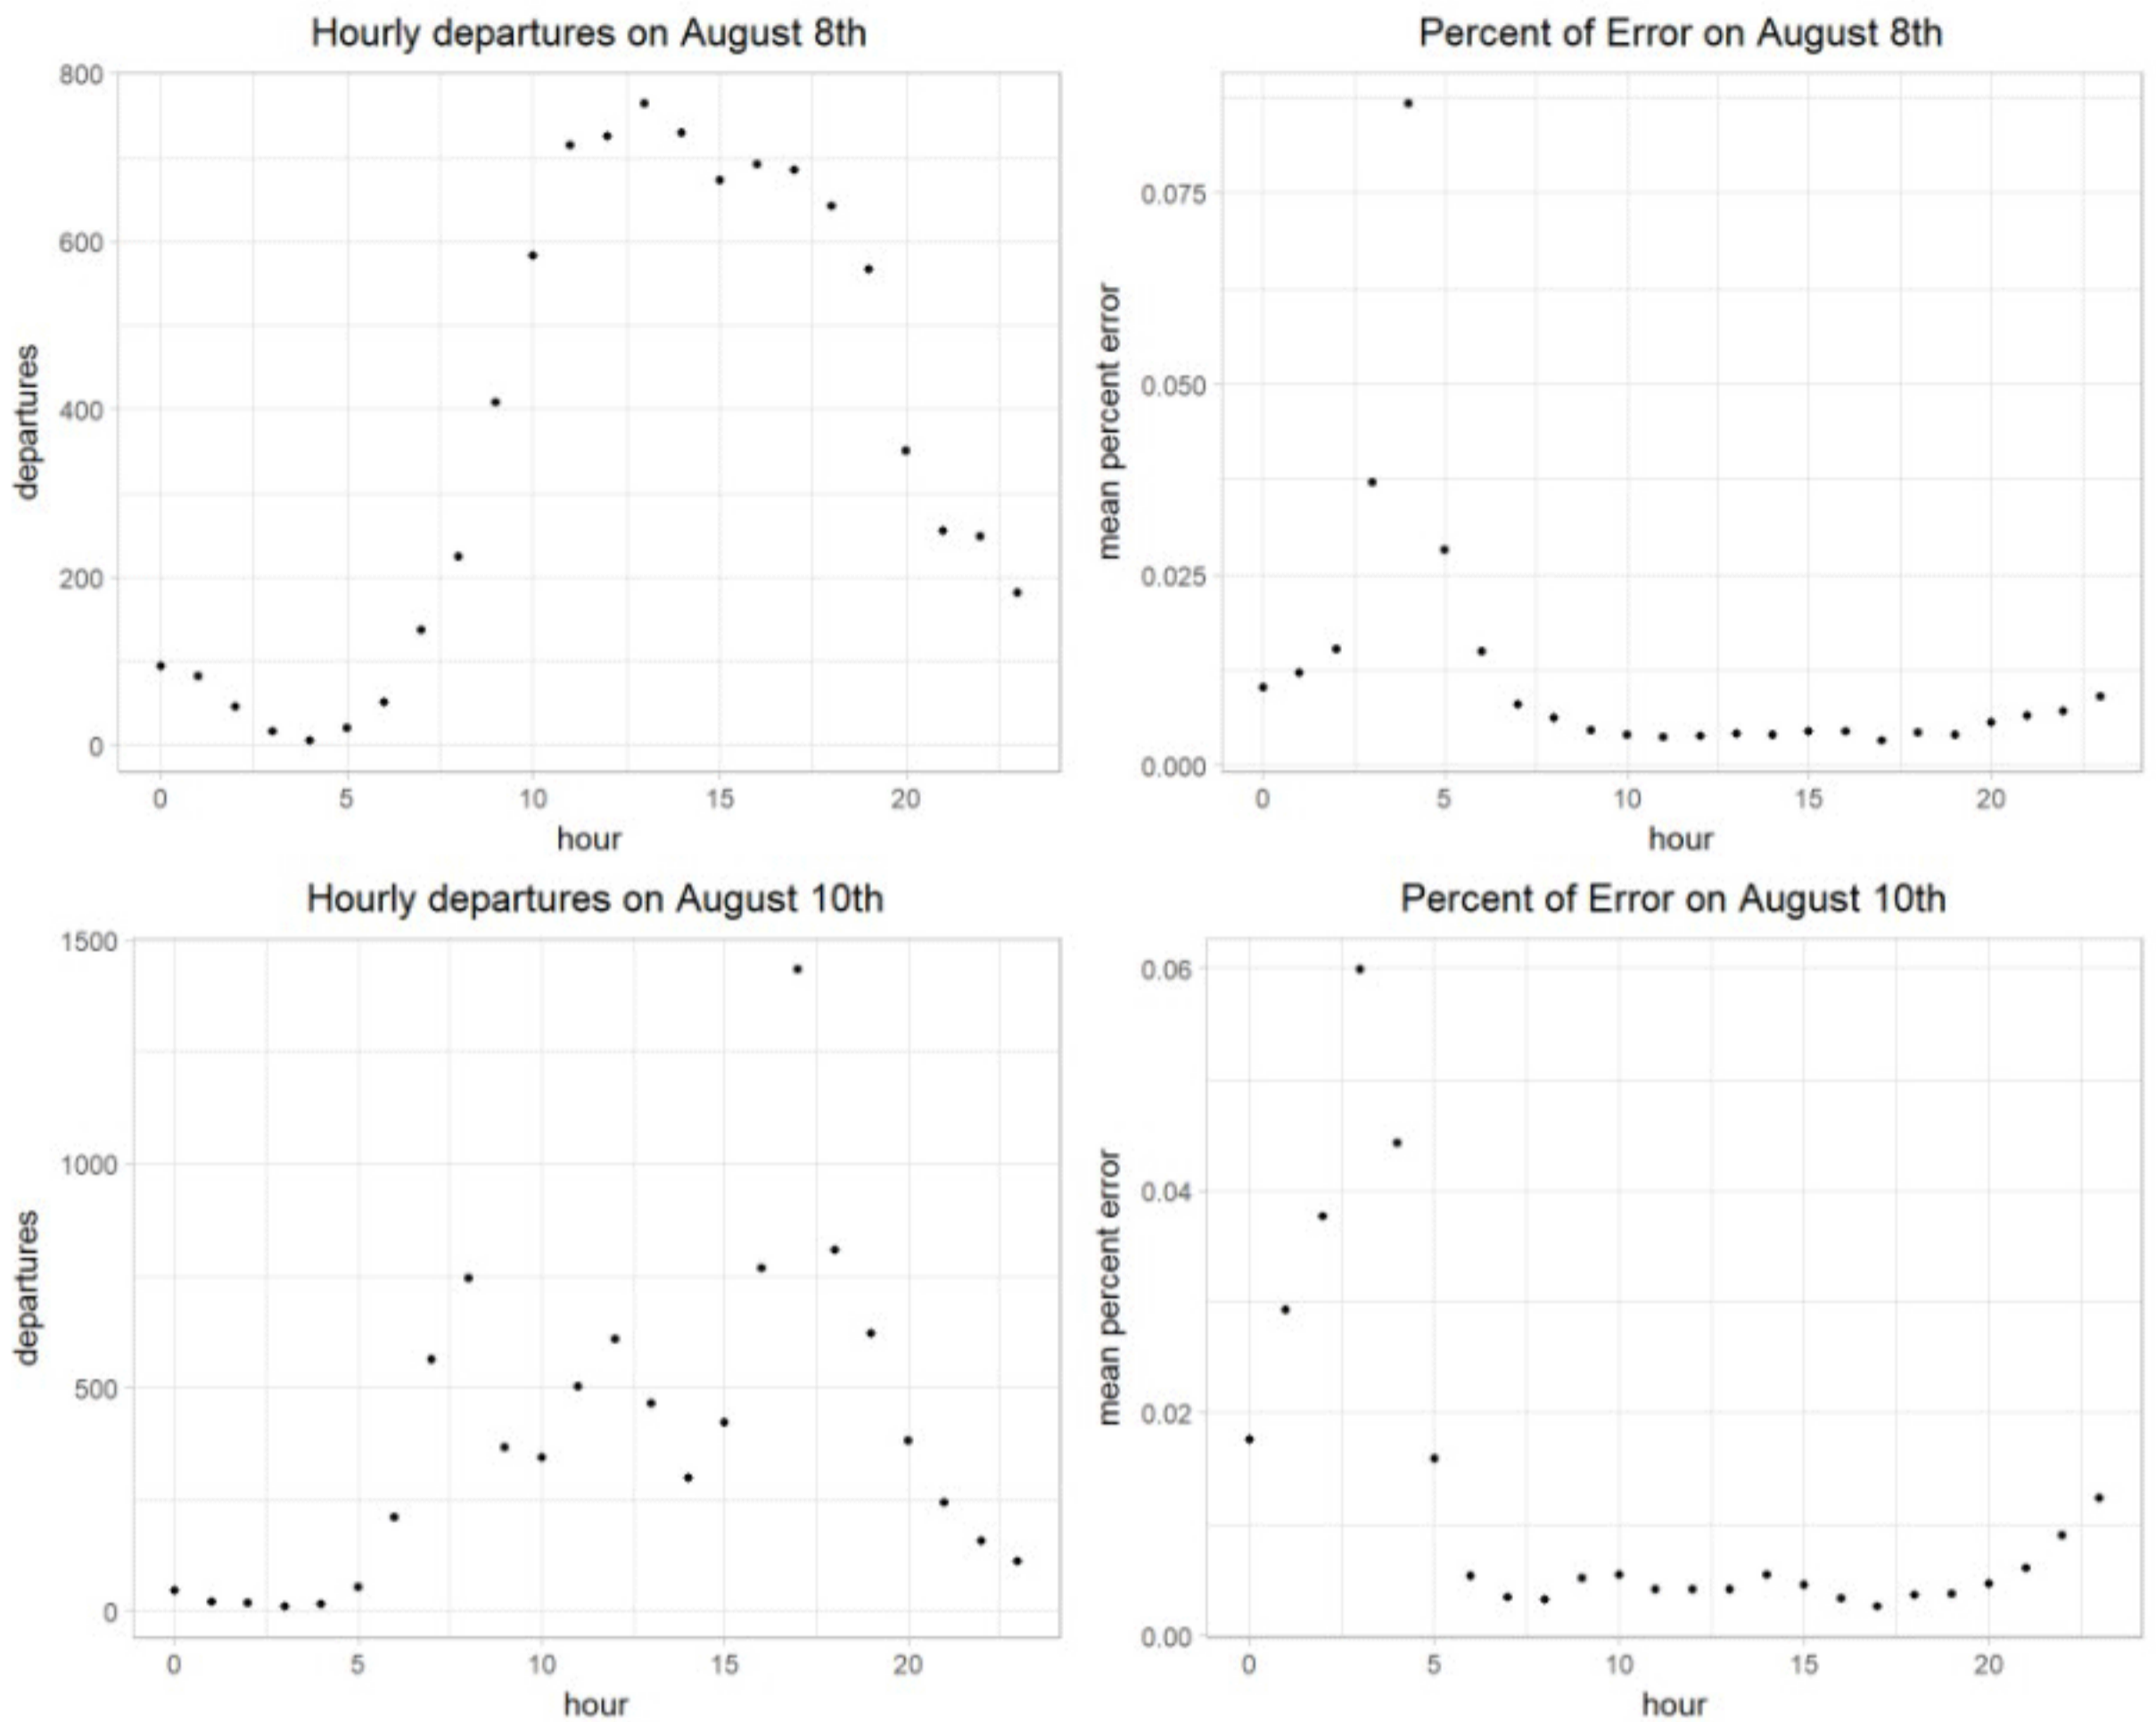 Hourly departures on August 8th
800
600
400
200
0
departures
0 5 10 15 20
hour
Percent of Error on August 8th
0.075
0.050
0.025
0.000
mean percent error
0 5 10 15 20
hour
Hourly departures on August 10th
1500
1000
500
0
departures
0 5 10 15 20
hour
Percent of Error on August 10th
0.06
0.04
0.02
0.00
mean percent error
0 5 10 15 20
hour